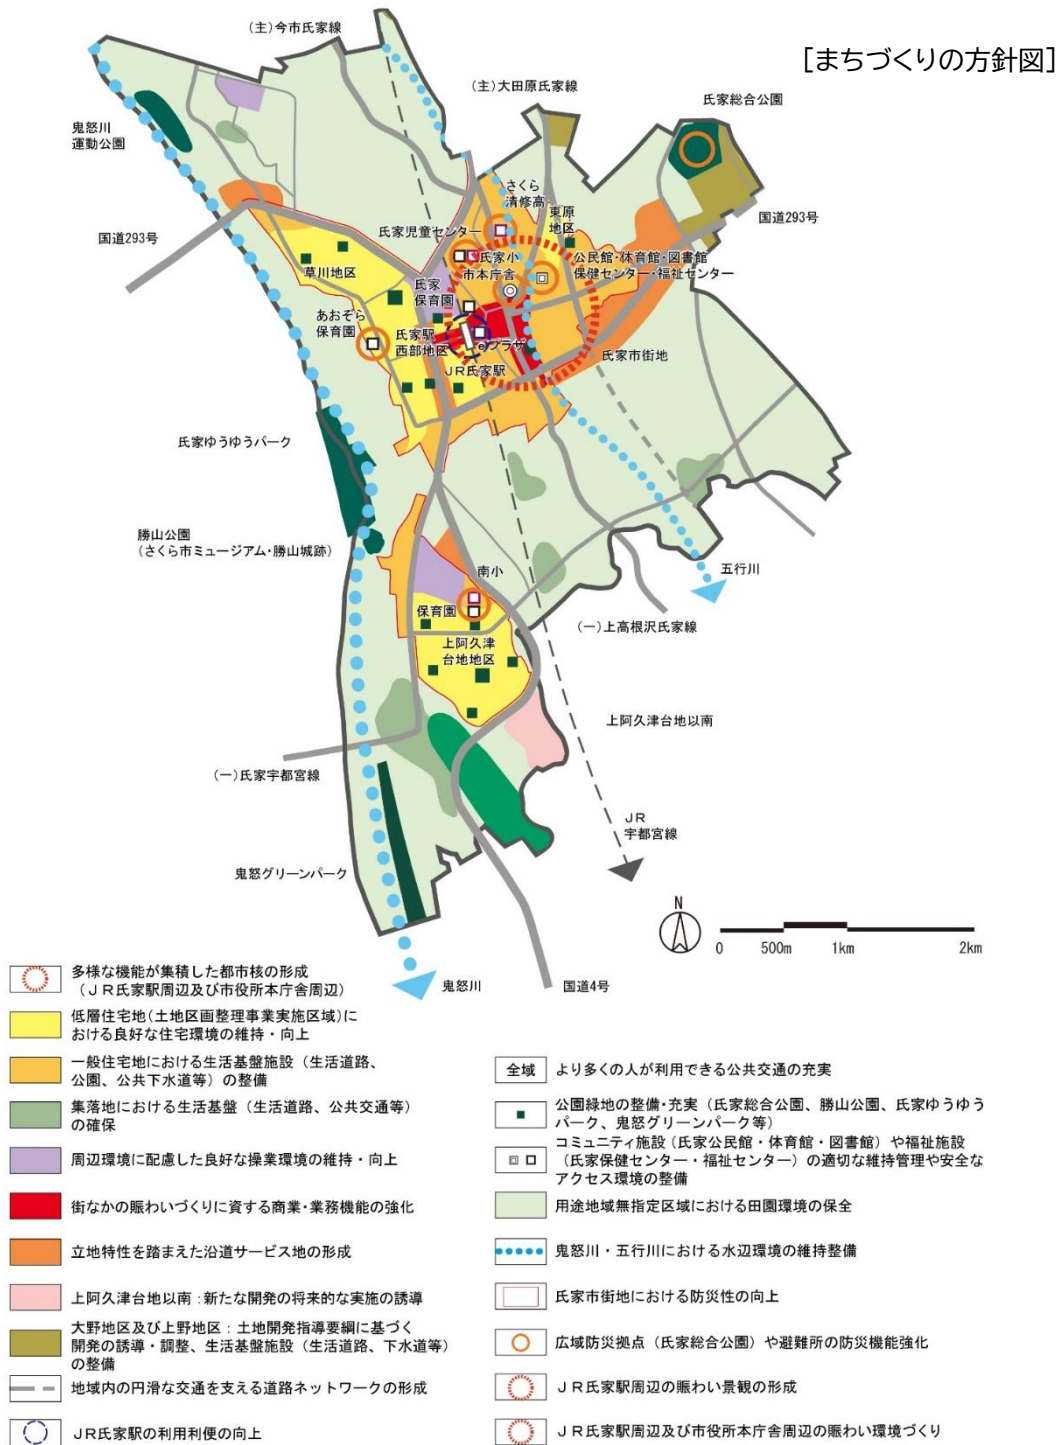 [まちづくりの方針図]
(主)今市氏家線
(主)大田原氏家線
氏家総合公園
鬼怒川
運動公園
さくら
清修高
東原
地区
国道293号
国道293号
氏家児童センター
氏家小
公民館・体育館・図書館
保健センター・福祉センター
草川地区
市本庁舎
氏家
保育園
あおぞら
保育園
氏家駅
西部地区
eプラザ
氏家市街地
JR氏家駅
氏家ゆうゆうパーク
勝山公園
(さくら市ミュージアム・勝山城跡)
南小
五行川
保育園
(一)上高根沢氏家線
上阿久津
台地地区
上阿久津台地以南
(一)氏家宇都宮線
JR
宇都宮線
鬼怒グリーンパーク
N
0 500m 1km 2km
鬼怒川
国道4号
多様な機能が集積した都市核の形成
(JR氏家駅周辺及び市役所本庁舎周辺)
低層住宅地(土地区画整理事業実施区域)に
おける良好な住宅環境の維持・向上
一般住宅地における生活基盤施設(生活道路、
公園、公共下水道等)の整備
集落地における生活基盤(生活道路、公共交通等)
の確保
周辺環境に配慮した良好な操業環境の維持・向上
街なかの賑わいづくりに資する商業・業務機能の強化
立地特性を踏まえた沿道サービス地の形成
上阿久津台地以南:新たな開発の将来的な実施の誘導
大野地区及び上野地区:土地開発指導要綱に基づく
開発の誘導・調整、生活基盤施設(生活道路、下水道等)
の整備
地域内の円滑な交通を支える道路ネットワークの形成
JR氏家駅の利用利便の向上
全域 より多くの人が利用できる公共交通の充実
公園緑地の整備・充実(氏家総合公園、勝山公園、氏家ゆうゆう
パーク、鬼怒グリーンパーク等)
コミュニティ施設(氏家公民館・体育館・図書館)や福祉施設
(氏家保健センター・福祉センター)の適切な維持管理や安全な
アクセス環境の整備
用途地域無指定区域における田園環境の保全
鬼怒川・五行川における水辺環境の維持整備
氏家市街地における防災性の向上
広域防災拠点(氏家総合公園)や避難所の防災機能強化
JR氏家駅周辺の賑わい景観の形成
JR氏家駅周辺及び市役所本庁舎周辺の賑わい環境づくり